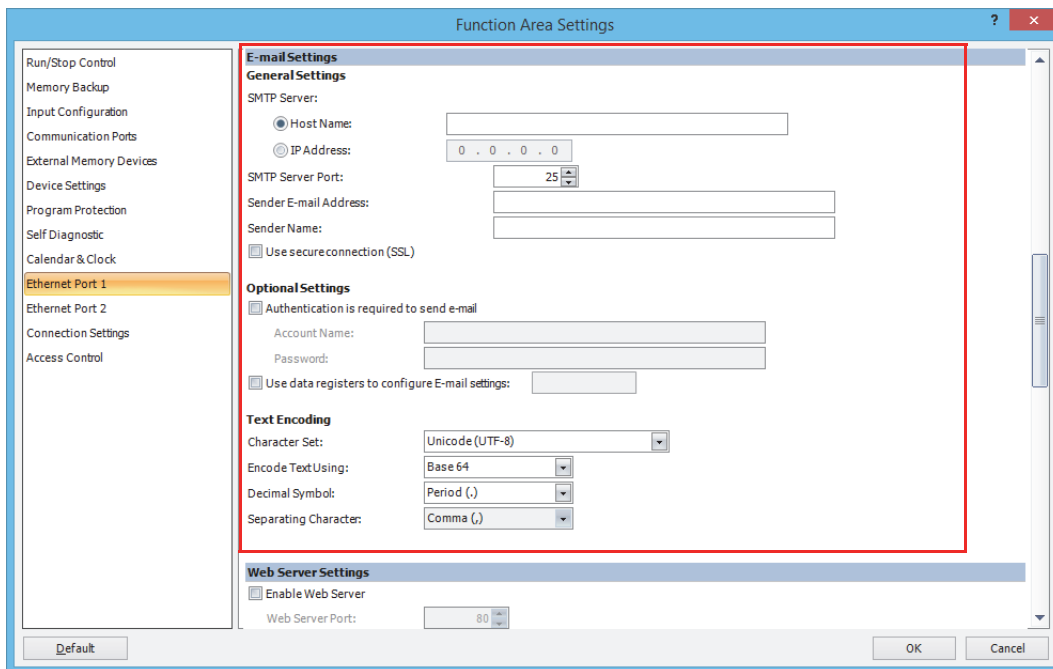 Function Area Settings
?
Run/Stop Control
Memory Backup
Input Configuration
Communication Ports
External Memory Devices
Device Settings
Program Protection
Self Diagnostic
Calendar & Clock
Ethernet Port 1
Ethernet Port 2
Connection Settings
Access Control
E-mail Settings
General Settings
SMTP Server:
Host Name:
IP Address: 0 . 0 . 0 . 0
SMTP Server Port: 25
Sender E-mail Address:
Sender Name:
Use secure connection (SSL)
Optional Settings
Authentication is required to send e-mail
Account Name:
Password:
Use data registers to configure E-mail settings:
Text Encoding
Character Set: Unicode (UTF-8)
Encode Text Using: Base 64
Decimal Symbol: Period (.)
Separating Character: Comma (,)
Web Server Settings
Enable Web Server
Web Server Port: 80
Default
OK
Cancel